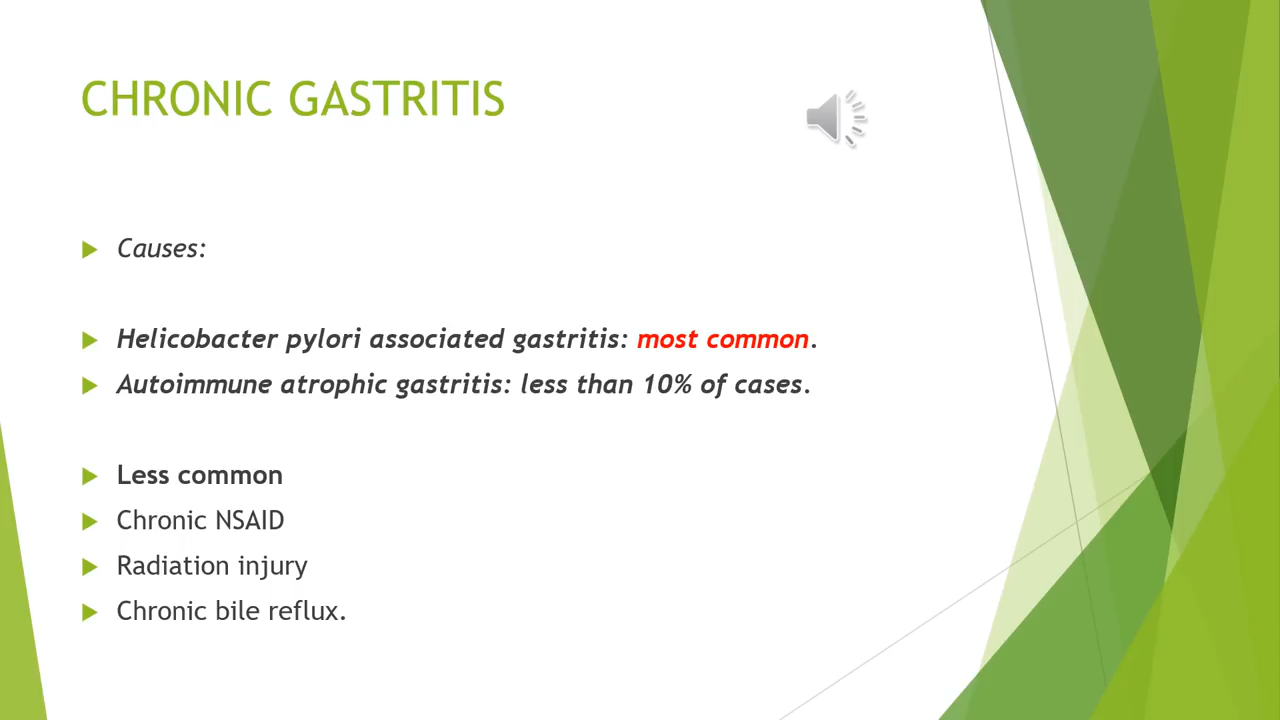 CHRONIC GASTRITIS
Causes:
Helicobacter pylori associated gastritis: most common.
Autoimmune atrophic gastritis: less than 10% of cases.
Less common
Chronic NSAID
Radiation injury
Chronic bile reflux.